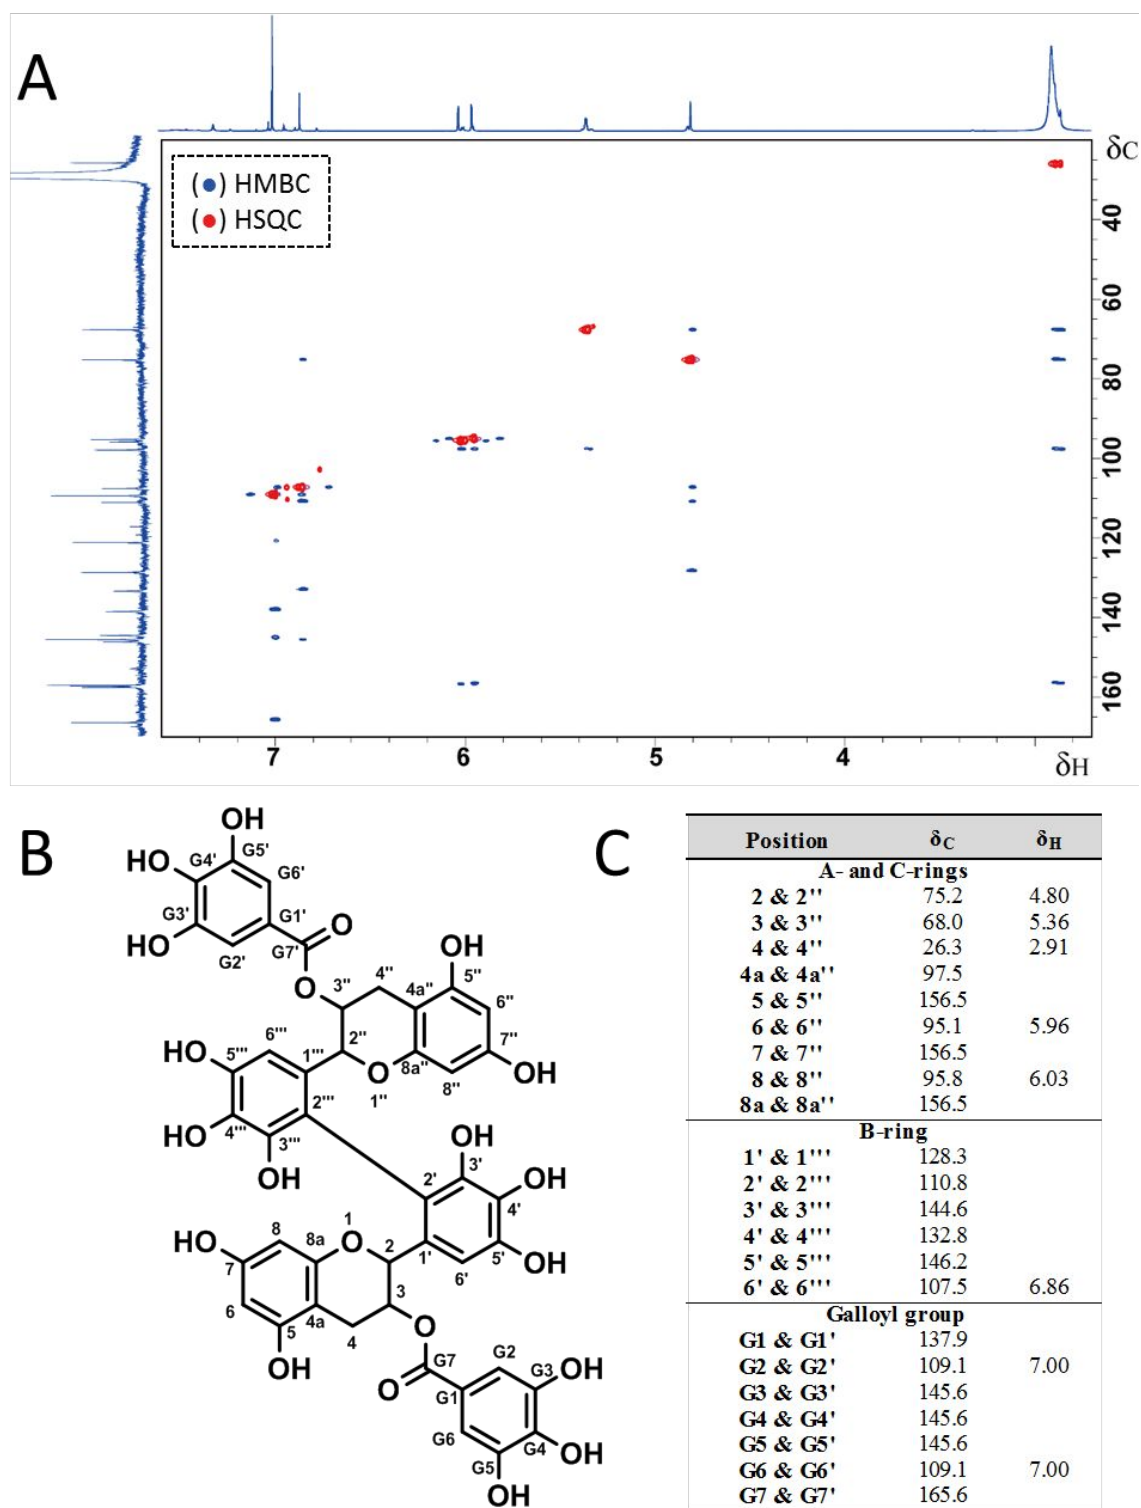 A
δC
(●) HMBC
(●) HSQC
40
60
80
100
120
140
160
7 6 5 4
δH
B
OH
HO G4' G5'
G6'
G3' G1' O
HO G2' G7'
OH
O 3'' 4'' 4a'' 5''
6''
6''' 2'' 7''
HO 5''' 1''' O 8a'' OH
2''' 1'' 8''
HO 4''' 3''' OH
OH 2' 3' OH
4'
8 1
HO 8a O 2 1' 5' OH
7 6'
3
6 4a O
5 4
OH G7 G2
G3 OH
O G1
G6 G4 OH
G5
OH
C
Position δC δH
A- and C-rings
2 & 2'' 75.2 4.80
3 & 3'' 68.0 5.36
4 & 4'' 26.3 2.91
4a & 4a'' 97.5
5 & 5'' 156.5
6 & 6'' 95.1 5.96
7 & 7'' 156.5
8 & 8'' 95.8 6.03
8a & 8a'' 156.5
B-ring
1' & 1''' 128.3
2' & 2''' 110.8
3' & 3''' 144.6
4' & 4''' 132.8
5' & 5''' 146.2
6' & 6''' 107.5 6.86
Galloyl group
G1 & G1' 137.9
G2 & G2' 109.1 7.00
G3 & G3' 145.6
G4 & G4' 145.6
G5 & G5' 145.6
G6 & G6' 109.1 7.00
G7 & G7' 165.6